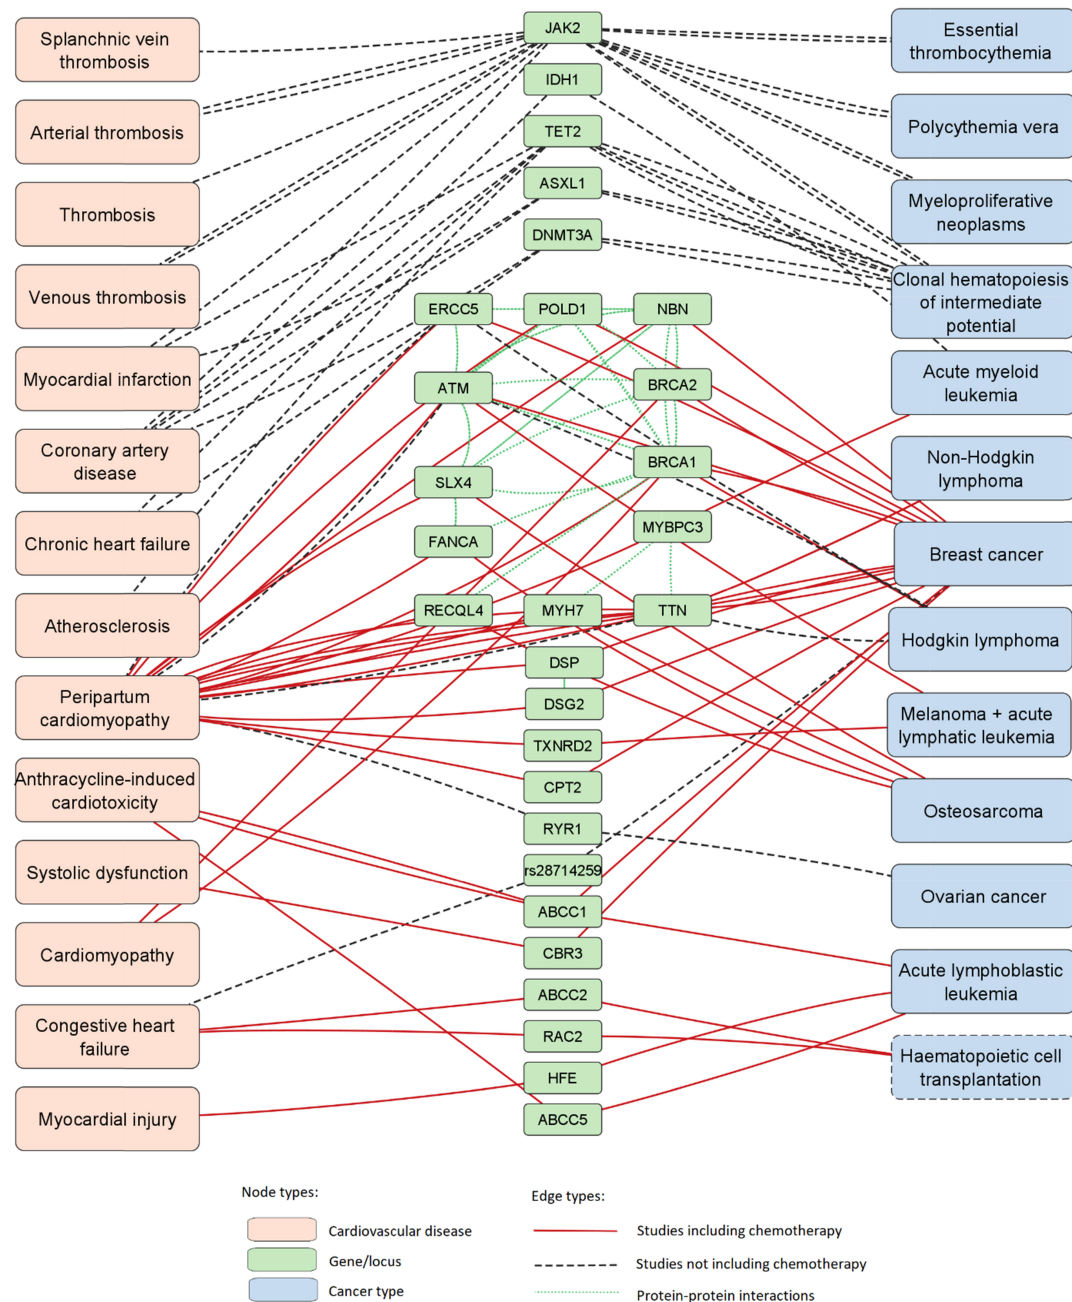 Splanchnic vein
thrombosis
Arterial thrombosis
Thrombosis
Venous thrombosis
Myocardial infarction
Coronary artery
disease
Chronic heart failure
Atherosclerosis
Peripartum
cardiomyopathy
Anthracycline-induced
cardiotoxicity
Systolic dysfunction
Cardiomyopathy
Congestive heart
failure
Myocardial injury
JAK2
IDH1
TET2
ASXL1
DNMT3A
ERCC5
POLD1
NBN
ATM
BRCA2
BRCA1
SLX4
MYBPC3
FANCA
RECQL4
MYH7
TTN
DSP
DSG2
TXNRD2
CPT2
RYR1
rs28714259
ABCC1
CBR3
ABCC2
RAC2
HFE
ABCC5
Essential
thrombocythemia
Polycythemia vera
Myeloproliferative
neoplasms
Clonal hematopoiesis
of intermediate
potential
Acute myeloid
leukemia
Non-Hodgkin
lymphoma
Breast cancer
Hodgkin lymphoma
Melanoma + acute
lymphatic leukemia
Osteosarcoma
Ovarian cancer
Acute lymphoblastic
leukemia
Haematopoietic cell
transplantation
Node types:
Cardiovascular disease
Gene/locus
Cancer type
Edge types:
Studies including chemotherapy
Studies not including chemotherapy
Protein-protein interactions